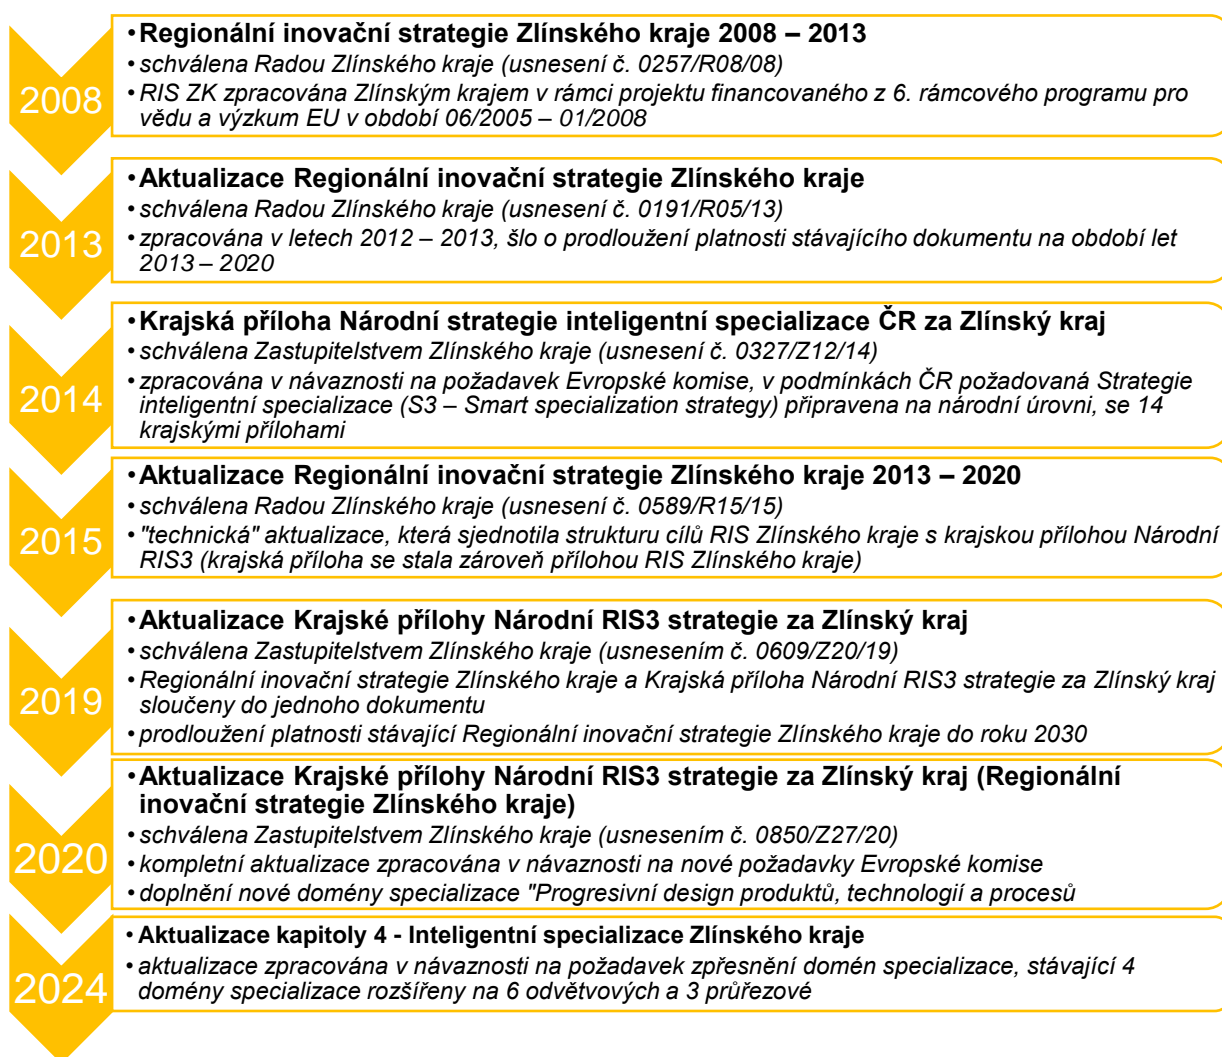 2008
•Regionální inovační strategie Zlínského kraje 2008 – 2013
•schválena Radou Zlínského kraje (usnesení č. 0257/R08/08)
•RIS ZK zpracována Zlínským krajem v rámci projektu financovaného z 6. rámcového programu pro
vědu a výzkum EU v období 06/2005 – 01/2008
2013
•Aktualizace Regionální inovační strategie Zlínského kraje
•schválena Radou Zlínského kraje (usnesení č. 0191/R05/13)
•zpracována v letech 2012 – 2013, šlo o prodloužení platnosti stávajícího dokumentu na období let
2013 – 2020
2014
•Krajská příloha Národní strategie inteligentní specializace ČR za Zlínský kraj
•schválena Zastupitelstvem Zlínského kraje (usnesení č. 0327/Z12/14)
•zpracována v návaznosti na požadavek Evropské komise, v podmínkách ČR požadovaná Strategie
inteligentní specializace (S3 – Smart specialization strategy) připravena na národní úrovni, se 14
krajskými přílohami
2015
•Aktualizace Regionální inovační strategie Zlínského kraje 2013 – 2020
•schválena Radou Zlínského kraje (usnesení č. 0589/R15/15)
•"technická" aktualizace, která sjednotila strukturu cílů RIS Zlínského kraje s krajskou přílohou Národní
RIS3 (krajská příloha se stala zároveň přílohou RIS Zlínského kraje)
2019
•Aktualizace Krajské přílohy Národní RIS3 strategie za Zlínský kraj
•schválena Zastupitelstvem Zlínského kraje (usnesením č. 0609/Z20/19)
•Regionální inovační strategie Zlínského kraje a Krajská příloha Národní RIS3 strategie za Zlínský kraj
sloučeny do jednoho dokumentu
•prodloužení platnosti stávající Regionální inovační strategie Zlínského kraje do roku 2030
2020
•Aktualizace Krajské přílohy Národní RIS3 strategie za Zlínský kraj (Regionální
inovační strategie Zlínského kraje)
•schválena Zastupitelstvem Zlínského kraje (usnesením č. 0850/Z27/20)
•kompletní aktualizace zpracována v návaznosti na nové požadavky Evropské komise
•doplnění nové domény specializace "Progresivní design produktů, technologií a procesů
2024
•Aktualizace kapitoly 4 - Inteligentní specializace Zlínského kraje
•aktualizace zpracována v návaznosti na požadavek zpřesnění domén specializace, stávající 4
domény specializace rozšířeny na 6 odvětvových a 3 průřezové